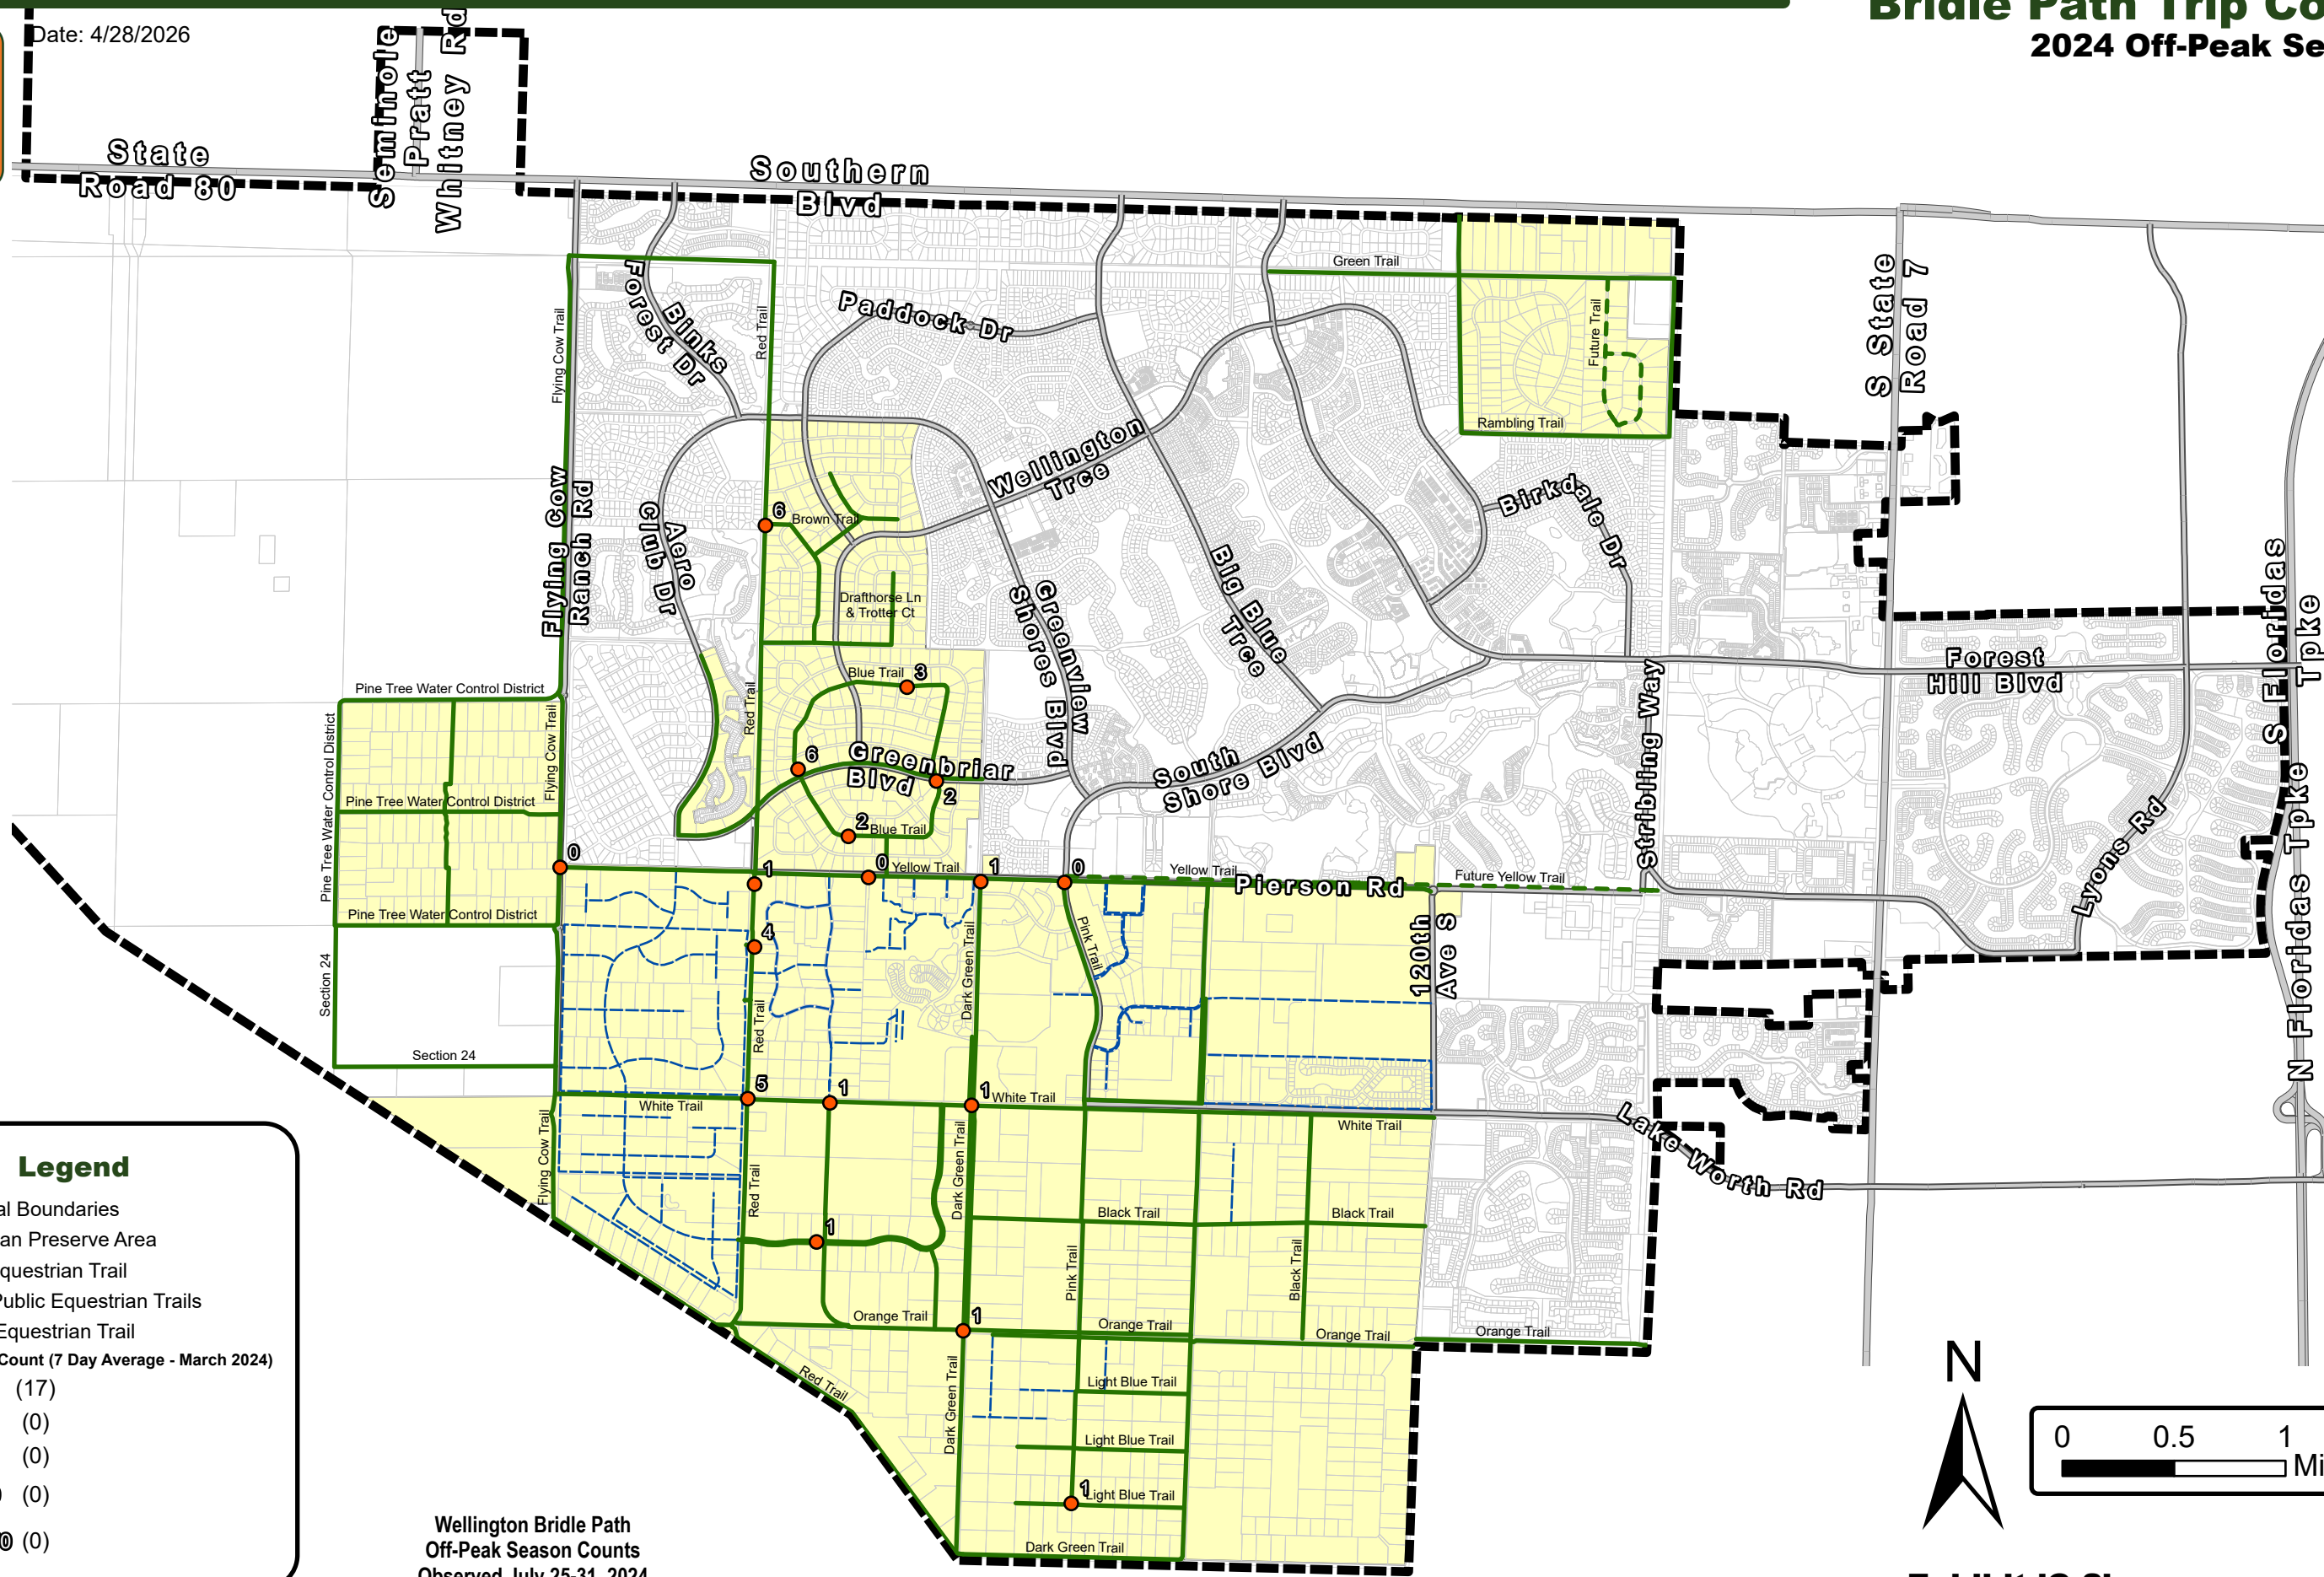 Bridle Path Trip Co
2024 Off-Peak Se
Date: 4/28/2026
Seminole
Pratt
Whitney Rd
State
Road 80
Southern
Blvd
Green Trail
Future Trail
Rambling Trail
S State
Road 7
Flying Cow Trail
Forest Dr
Binks
Red Trail
Paddock Dr
Wellington
Trce
Birkdale Dr
Flying Cow
Ranch Rd
Aero
Club Dr
6
Brown Trail
Drafthorse Ln
& Trotter Ct
Greenview
Shores Blvd
Big Blue
Trce
S Floridas
Tpke
Forest
Hill Blvd
Stribling Way
Blue Trail
3
Red Trail
Pine Tree Water Control District
Pine Tree Water Control District
Flying Cow Trail
Pine Tree Water Control District
6
Greenbriar
Blvd
2
South
Shore Blvd
2
Blue Trail
Lyons Rd
S Floridas Tpke
N Floridas Tpke
0
1
0
Yellow Trail
1
0
Yellow Trail
Pierson Rd
Future Yellow Trail
Pine Tree Water Control District
4
Dark Green Trail
Pink Trail
120th
Ave S
Section 24
Red Trail
Section 24
5
1
1
White Trail
White Trail
White Trail
Lake Worth Rd
Flying Cow Trail
Red Trail
Dark Green Trail
Black Trail
Black Trail
1
Pink Trail
Black Trail
Orange Trail
1
Orange Trail
Orange Trail
Orange Trail
Red Trail
Dark Green Trail
Light Blue Trail
Light Blue Trail
1
Light Blue Trail
Dark Green Trail
Legend
al Boundaries
an Preserve Area
questrian Trail
Public Equestrian Trails
Equestrian Trail
Count (7 Day Average - March 2024)
(17)
(0)
(0)
(0)
0 (0)
Wellington Bridle Path
Off-Peak Season Counts
Observed July 25-31, 2024
N
0 0.5 1
Mi